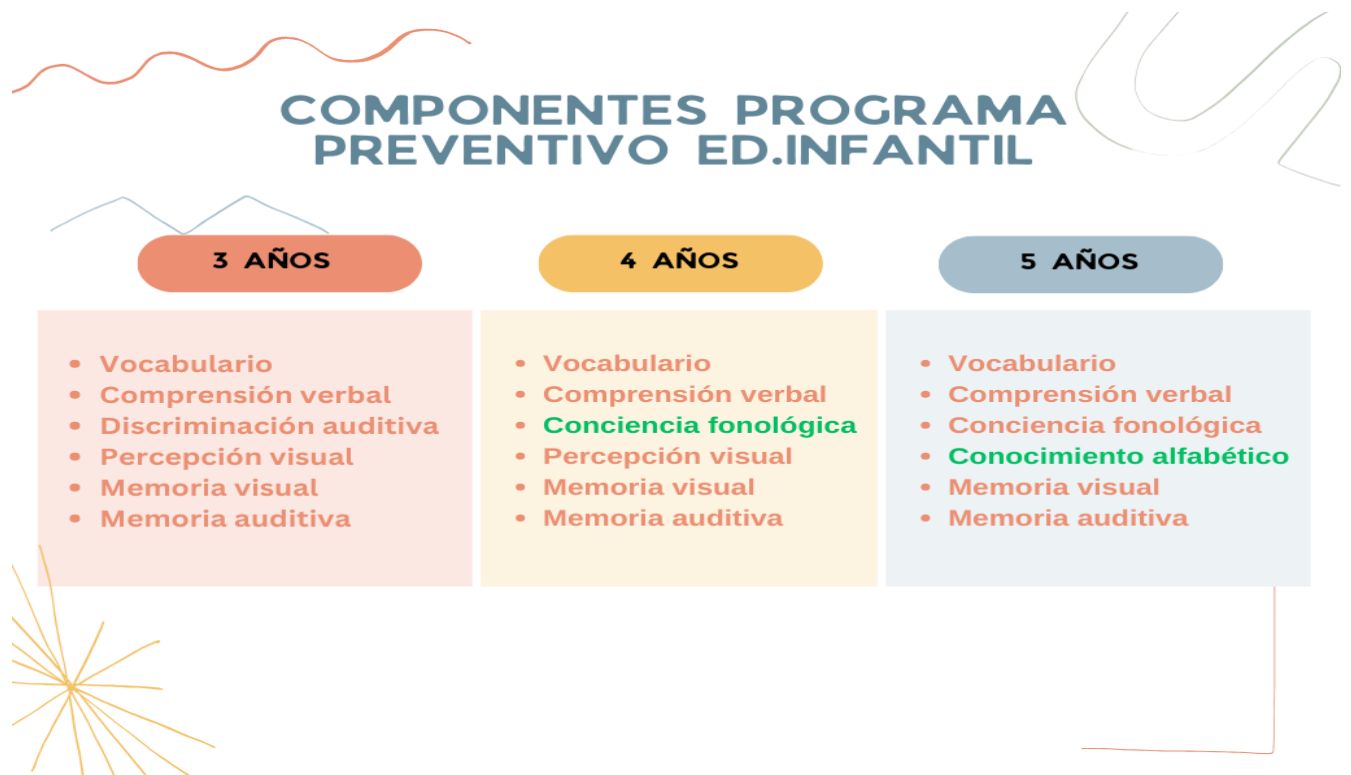 COMPONENTES PROGRAMA
PREVENTIVO ED.INFANTIL
3 AÑOS
• Vocabulario
• Comprensión verbal
• Discriminación auditiva
• Percepción visual
• Memoria visual
• Memoria auditiva
4 AÑOS
• Vocabulario
• Comprensión verbal
• Conciencia fonológica
• Percepción visual
• Memoria visual
• Memoria auditiva
5 AÑOS
• Vocabulario
• Comprensión verbal
• Conciencia fonológica
• Conocimiento alfabético
• Memoria visual
• Memoria auditiva